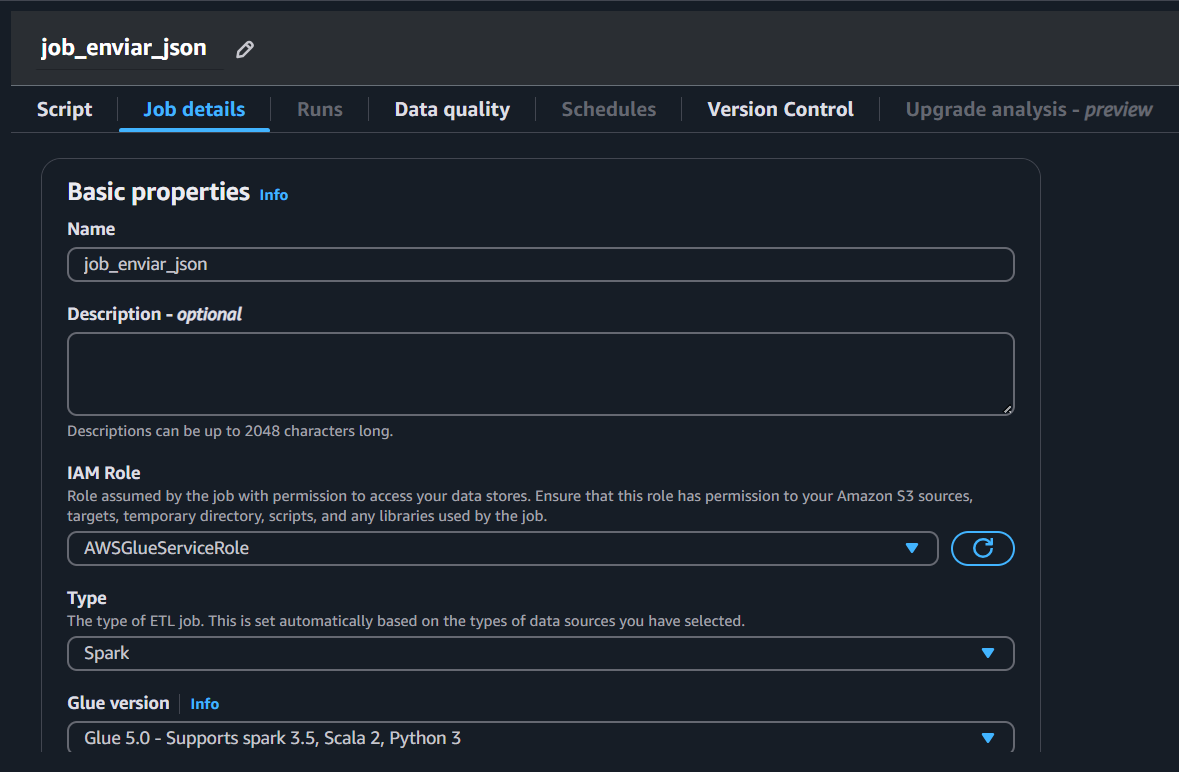 job_enviar_json
Script
Job details
Runs
Data quality
Schedules
Version Control
Upgrade analysis - preview
Basic properties Info
Name
job_enviar_json
Description - optional
Descriptions can be up to 2048 characters long.
IAM Role
Role assumed by the job with permission to access your data stores. Ensure that this role has permission to your Amazon S3 sources,
targets, temporary directory, scripts, and any libraries used by the job.
AWSGlueServiceRole
Type
The type of ETL job. This is set automatically based on the types of data sources you have selected.
Spark
Glue version Info
Glue 5.0 - Supports spark 3.5, Scala 2, Python 3